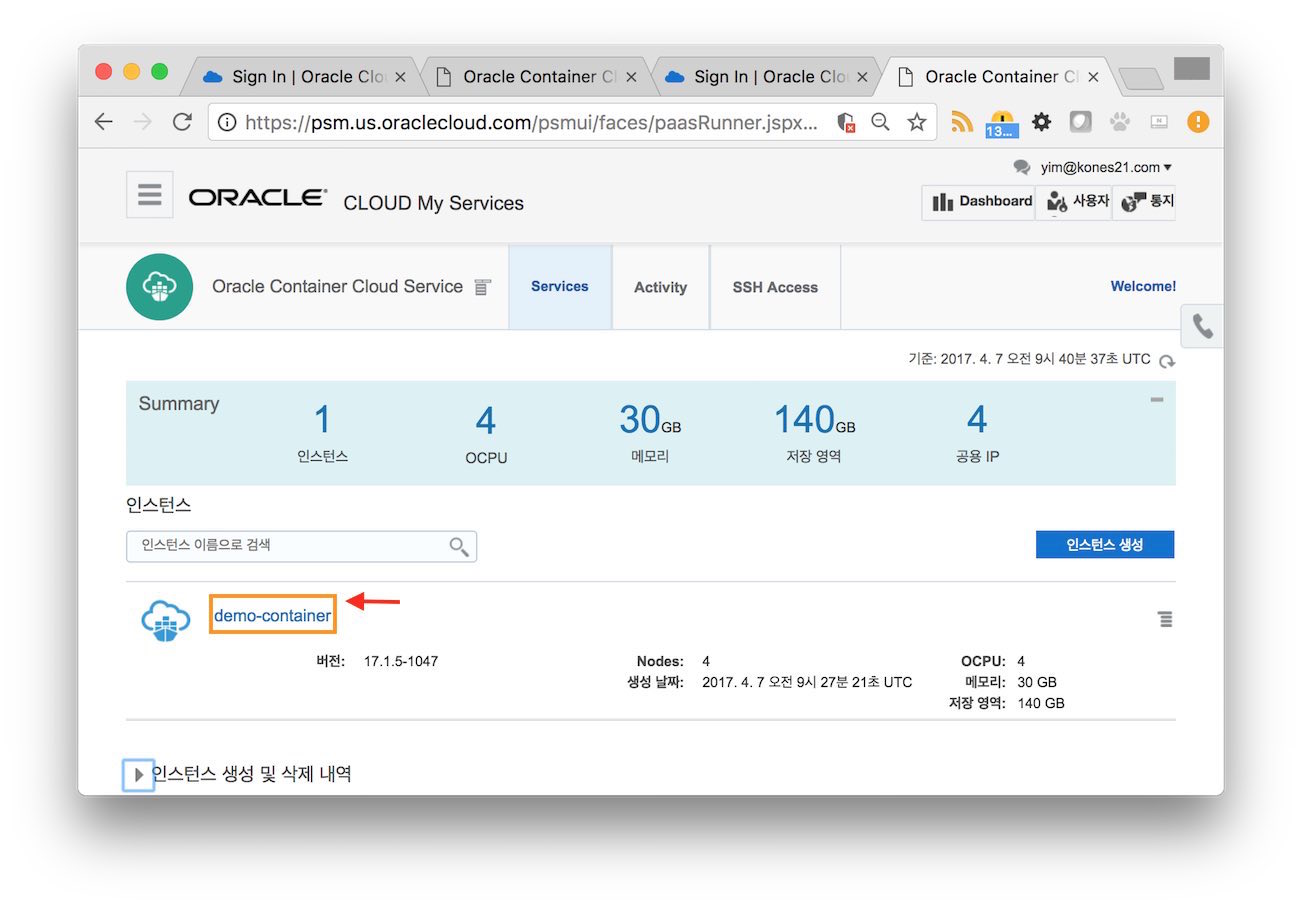 Sign In | Oracle Clo
Oracle Container C
Sign In | Oracle Clo
Oracle Container C
https://psm.us.oraclecloud.com/psmui/faces/paasRunner.jspx...
13...
yim@kones21.com
ORACLE CLOUD My Services
Dashboard 사용자 통지
Oracle Container Cloud Service Services Activity SSH Access Welcome!
기준: 2017. 4. 7 오전 9시 40분 37초 UTC
Summary
1 4 30GB 140GB 4
인스턴스 OCPU 메모리 저장 영역 공용 IP
인스턴스
인스턴스 이름으로 검색 인스턴스 생성
demo-container
버전: 17.1.5-1047 Nodes: 4 OCPU: 4
생성 날짜: 2017. 4. 7 오전 9시 27분 21초 UTC 메모리: 30 GB
저장 영역: 140 GB
인스턴스 생성 및 삭제 내역